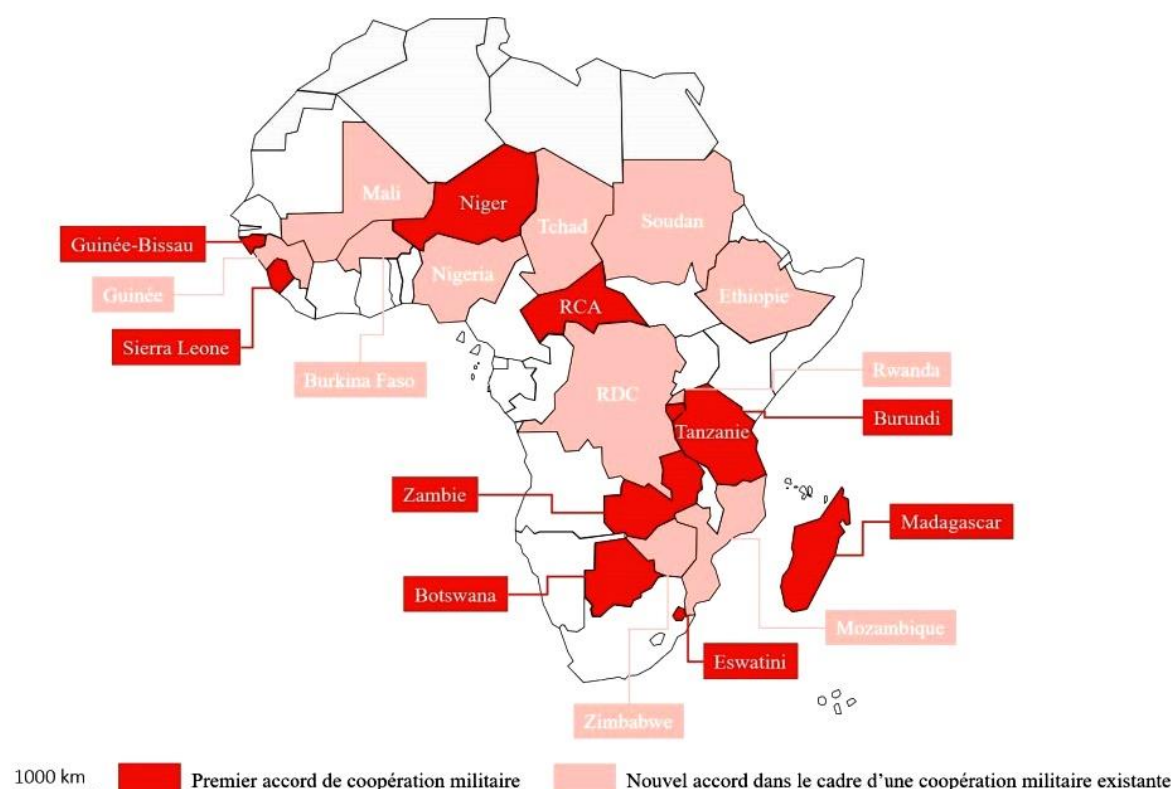 Mali
Niger
Tchad
Soudan
Guinée-Bissau
Nigeria
Guinée
Ethiopie
RCA
Sierra Leone
Burkina Faso
Rwanda
RDC
Burundi
Tanzanie
Zambie
Madagascar
Botswana
Mozambique
Eswatini
Zimbabwe
1000 km
Premier accord de coopération militaire
Nouvel accord dans le cadre d'une coopération militaire existante